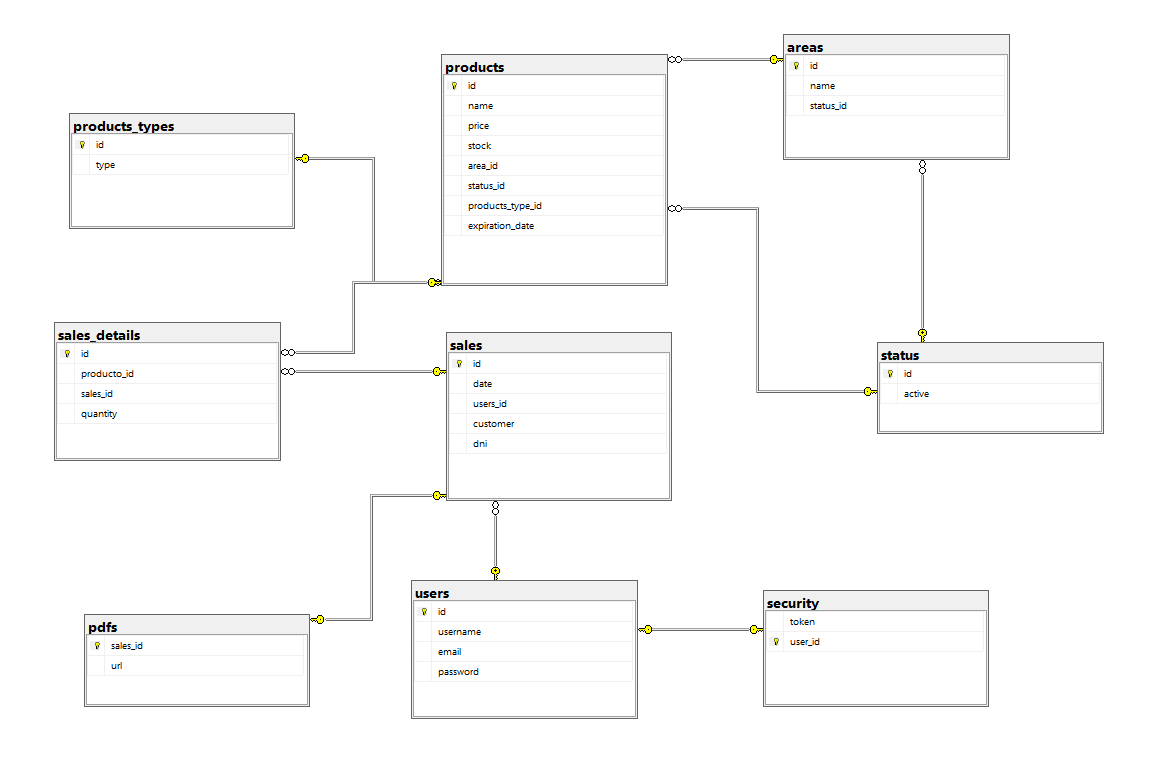 areas
id
name
status_id
products
id
name
price
stock
area_id
status_id
products_type_id
expiration_date
products_types
id
type
sales_details
id
producto_id
sales_id
quantity
sales
id
date
users_id
customer
dni
status
id
active
users
id
username
email
password
security
token
user_id
pdfs
sales_id
url